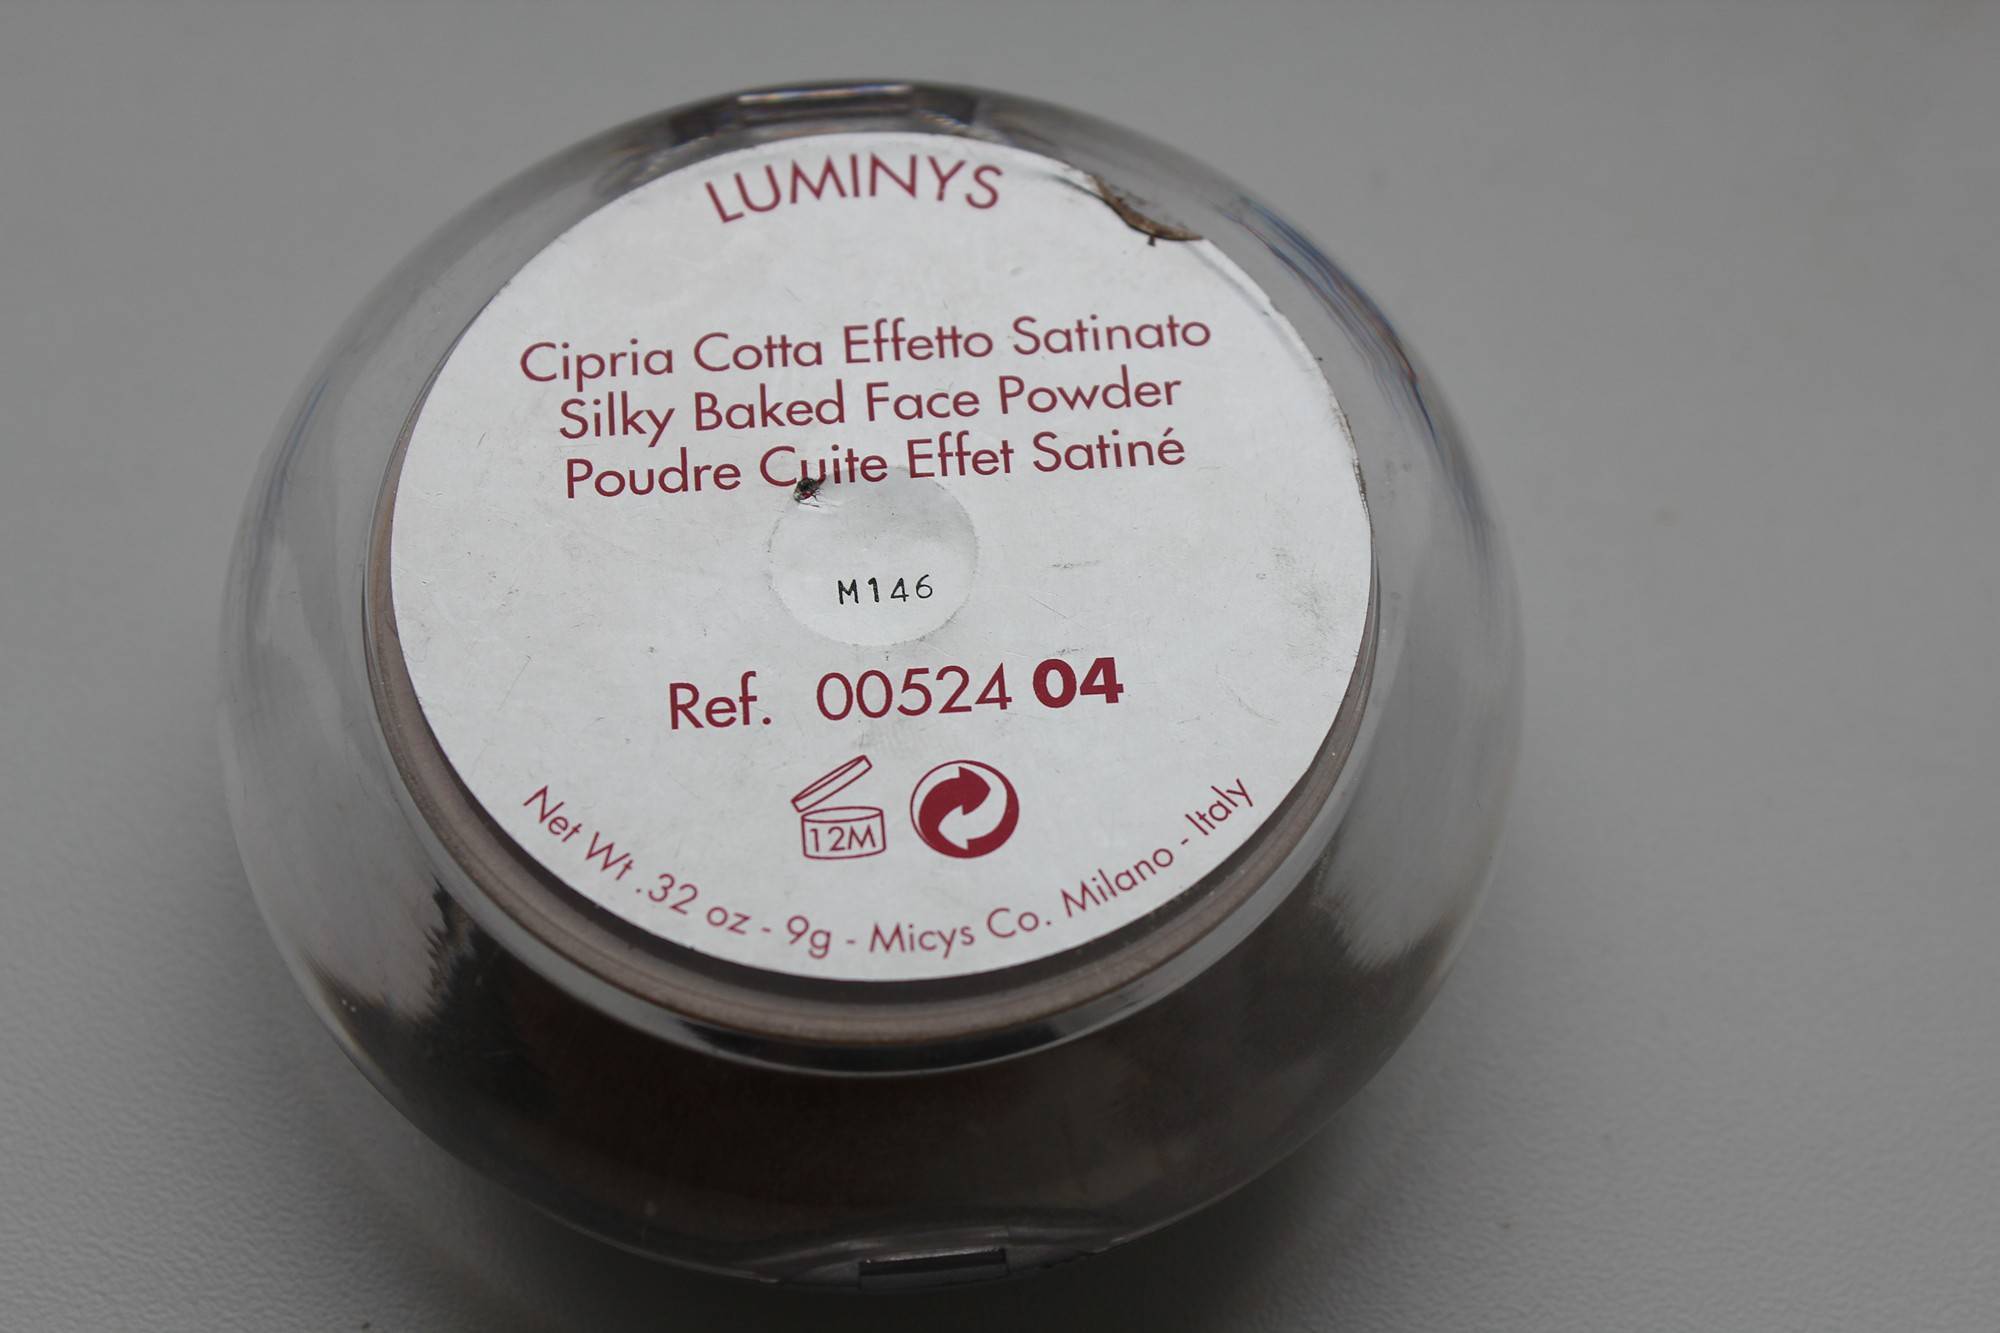 LUMINYS
Cipria Cotta Effetto Satinato
Silky Baked Face Powder
Poudre Cuite Effet Satiné
M146
Ref. 00524 04
12M
Net Wt .32 oz - 9g - Micys Co. Milano - Italy